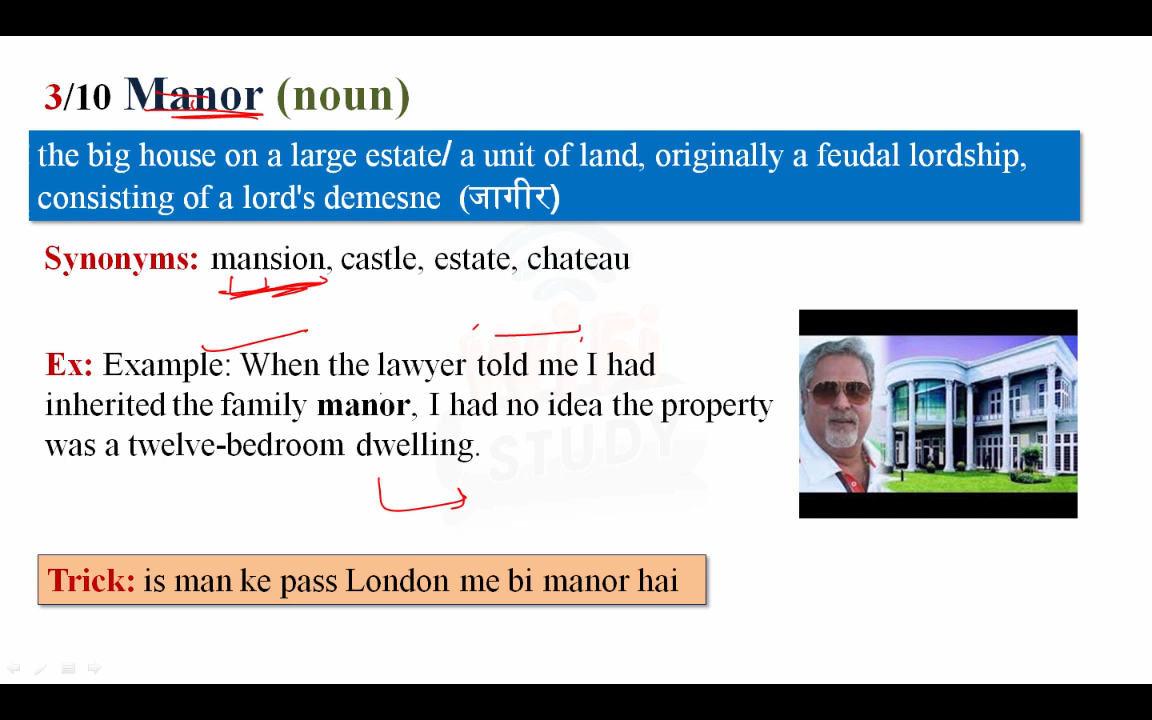 3/10 Manor (noun)
the big house on a large estate/ a unit of land, originally a feudal lordship,
consisting of a lord's demesne (जागीर)
Synonyms: mansion, castle, estate, chateau
Ex: Example: When the lawyer told me I had
inherited the family manor, I had no idea the property
was a twelve-bedroom dwelling.
WiFi
STUDY
Trick: is man ke pass London me bi manor hai